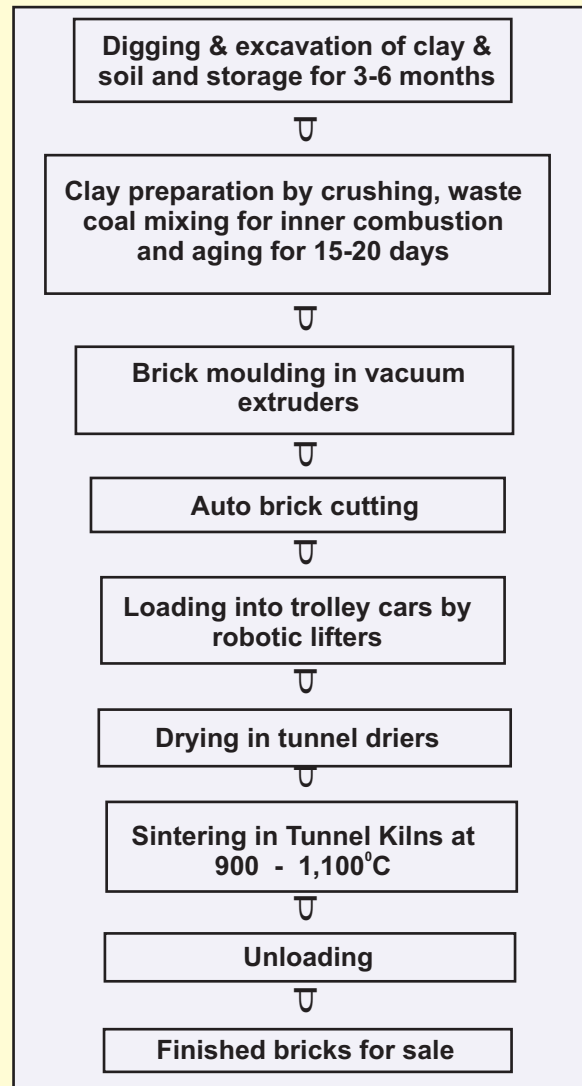 Digging & excavation of clay &
soil and storage for 3-6 months
Clay preparation by crushing, waste
coal mixing for inner combustion
and aging for 15-20 days
Brick moulding in vacuum
extruders
Auto brick cutting
Loading into trolley cars by
robotic lifters
Drying in tunnel driers
Sintering in Tunnel Kilns at
900 - 1,100⁰C
Unloading
Finished bricks for sale